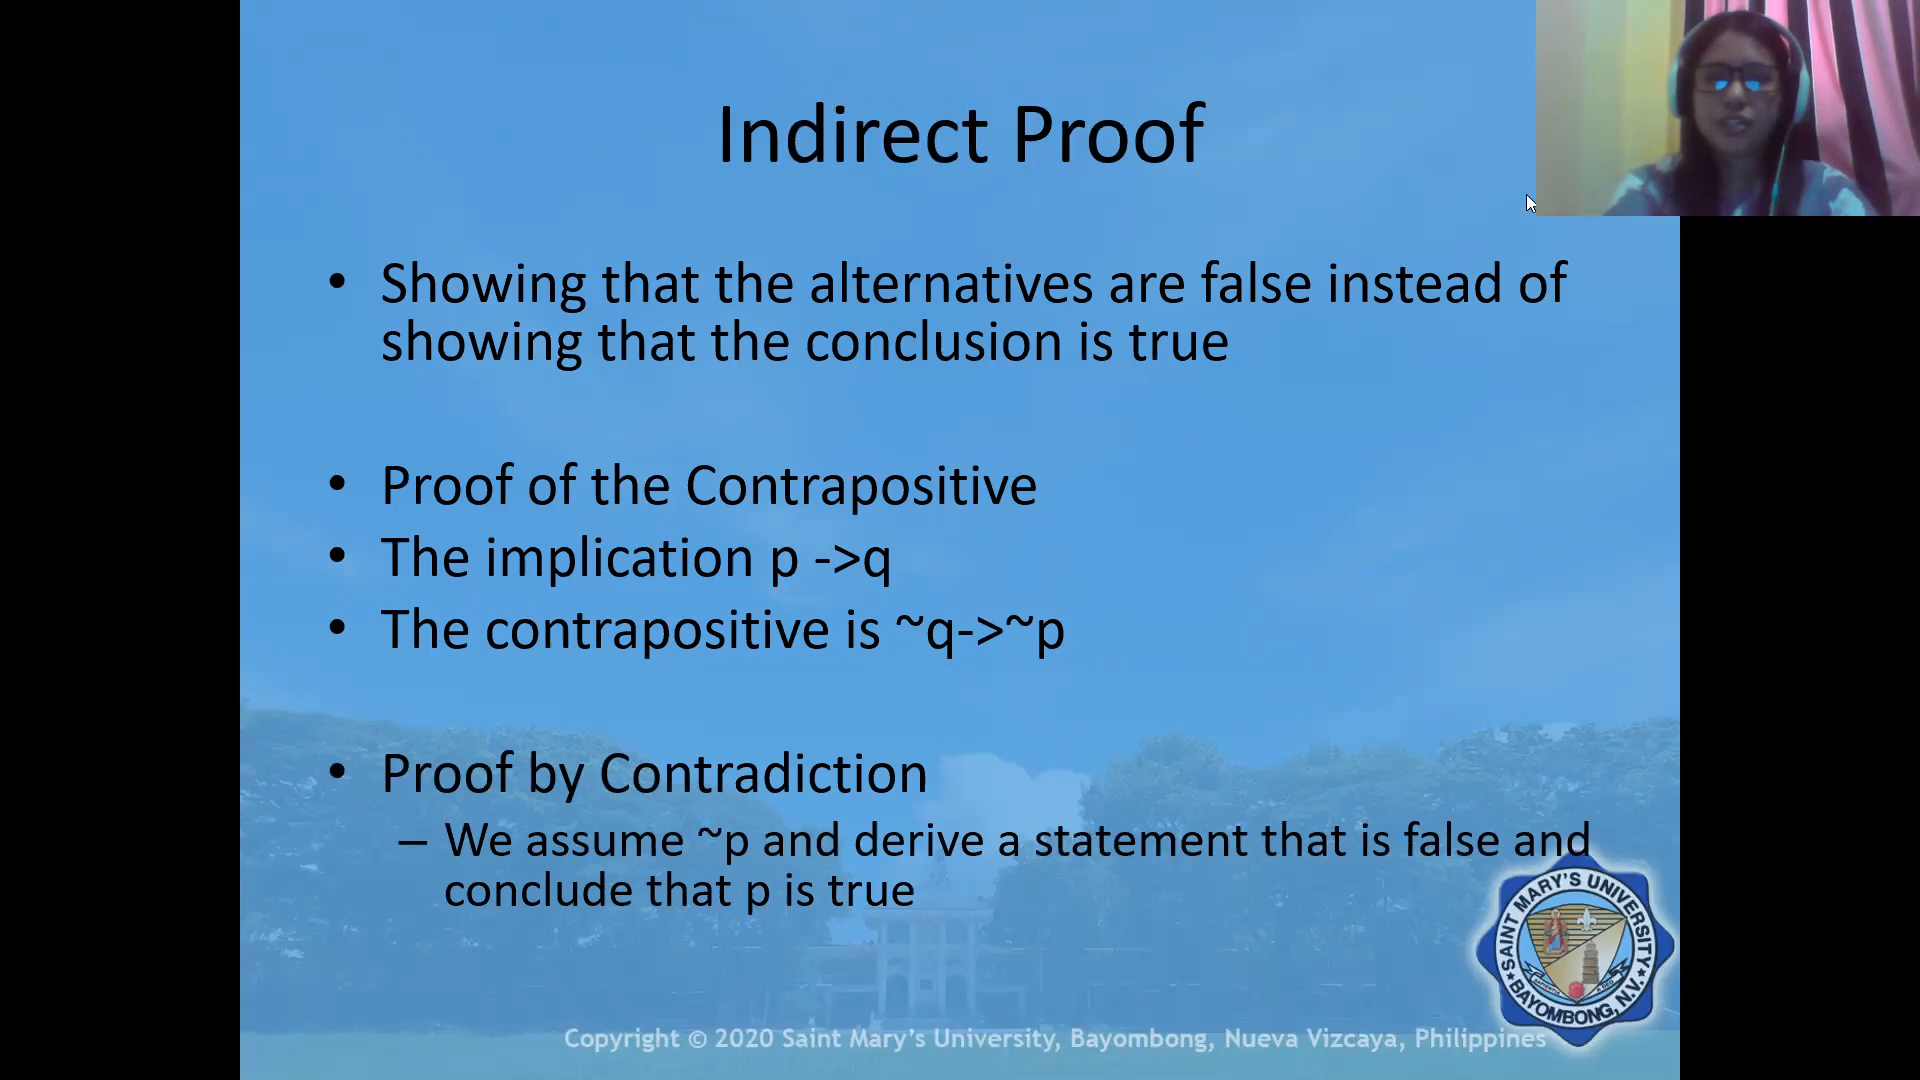 Indirect Proof
• Showing that the alternatives are false instead of
showing that the conclusion is true
• Proof of the Contrapositive
• The implication p ->q
• The contrapositive is ~q->~p
• Proof by Contradiction
– We assume ~p and derive a statement that is false and
conclude that p is true
SAINT MARY'S UNIVERSITY
BAYOMBONG, N.V.
Copyright © 2020 Saint Mary's University, Bayombong, Nueva Vizcaya, Philippines